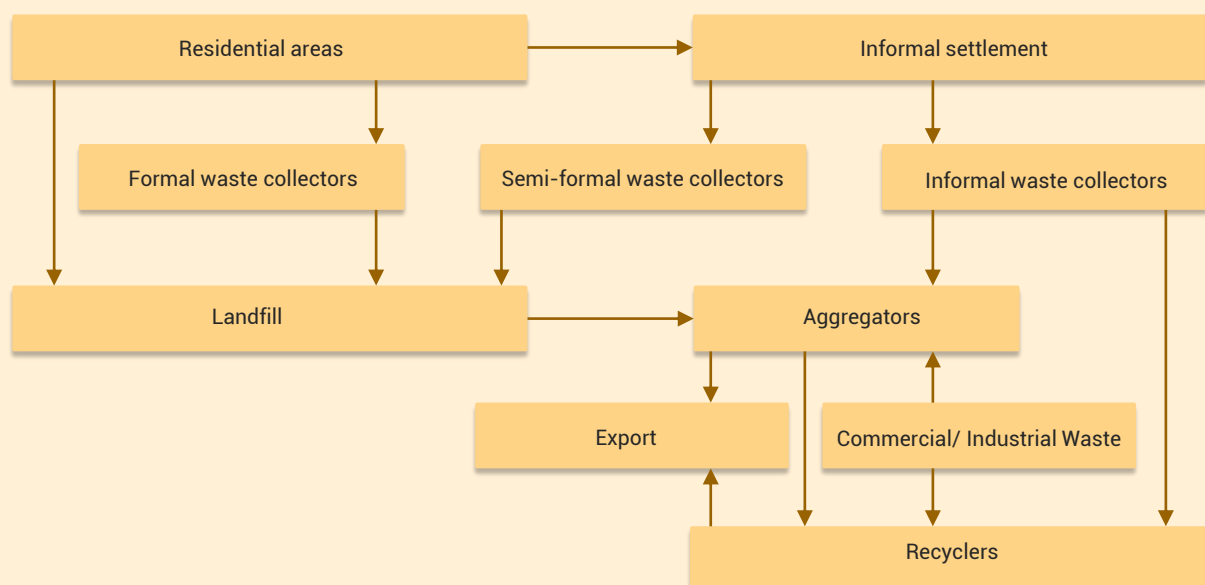 Residential areas
Informal settlement
Formal waste collectors
Semi-formal waste collectors
Informal waste collectors
Landfill
Aggregators
Export
Commercial/ Industrial Waste
Recyclers